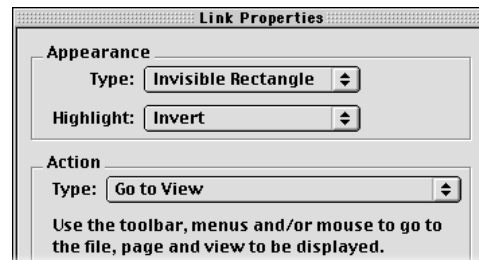 Link Properties
Appearance
Type: Invisible Rectangle
Highlight: Invert
Action
Type: Go to View
Use the toolbar, menus and/or mouse to go to
the file, page and view to be displayed.